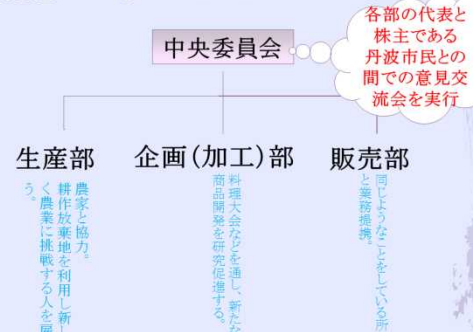 各部の代表と
株主である
丹波市民との
間での意見交
流会を実行
中央委員会
生産部
企画(加工)部
販売部
農家と協力。
耕作放棄地を利用し新し
く農業に挑戦する人を
う。
料理大会などを通し、新たな
商品開発を研究促進する。
同じようなことをしている所
と業務提携。